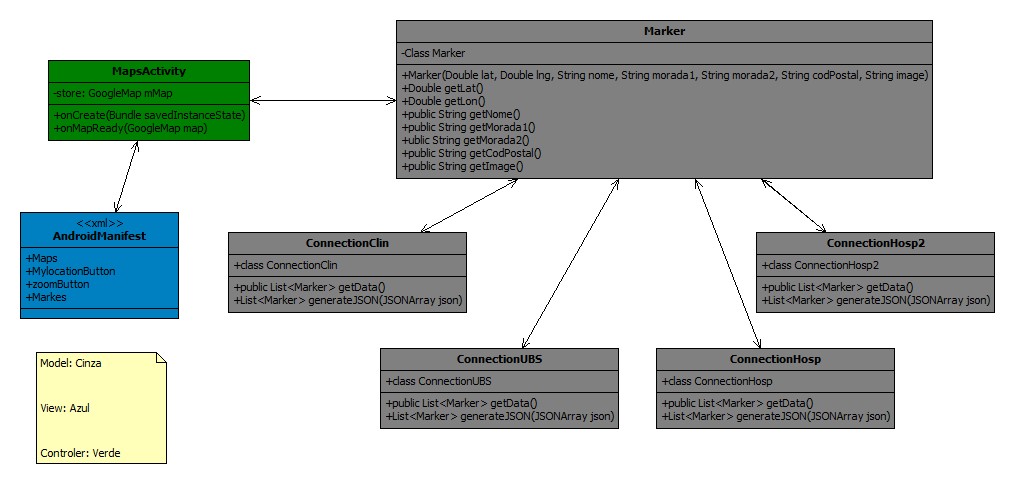 Marker
-Class Marker
+Marker(Double lat, Double lng, String nome, String morada1, String morada2, String codPostal, String image)
+Double getLat()
+Double getLon()
+public String getNome()
+public String getMorada1()
+ublic String getMorada2()
+public String getCodPostal()
+public String getImage()
MapsActivity
-store: GoogleMap mMap
+onCreate(Bundle savedInstanceState)
+onMapReady(GoogleMap map)
<<xml>>
AndroidManifest
+Maps
+MylocationButton
+zoomButton
+Markes
ConnectionClin
+class ConnectionClin
+public List<Marker> getData()
+List<Marker> generateJSON(JSONArray json)
ConnectionHosp2
+class ConnectionHosp2
+public List<Marker> getData()
+List<Marker> generateJSON(JSONArray json)
ConnectionUBS
+class ConnectionUBS
+public List<Marker> getData()
+List<Marker> generateJSON(JSONArray json)
ConnectionHosp
+class ConnectionHosp
+public List<Marker> getData()
+List<Marker> generateJSON(JSONArray json)
Model: Cinza
View: Azul
Controler: Verde